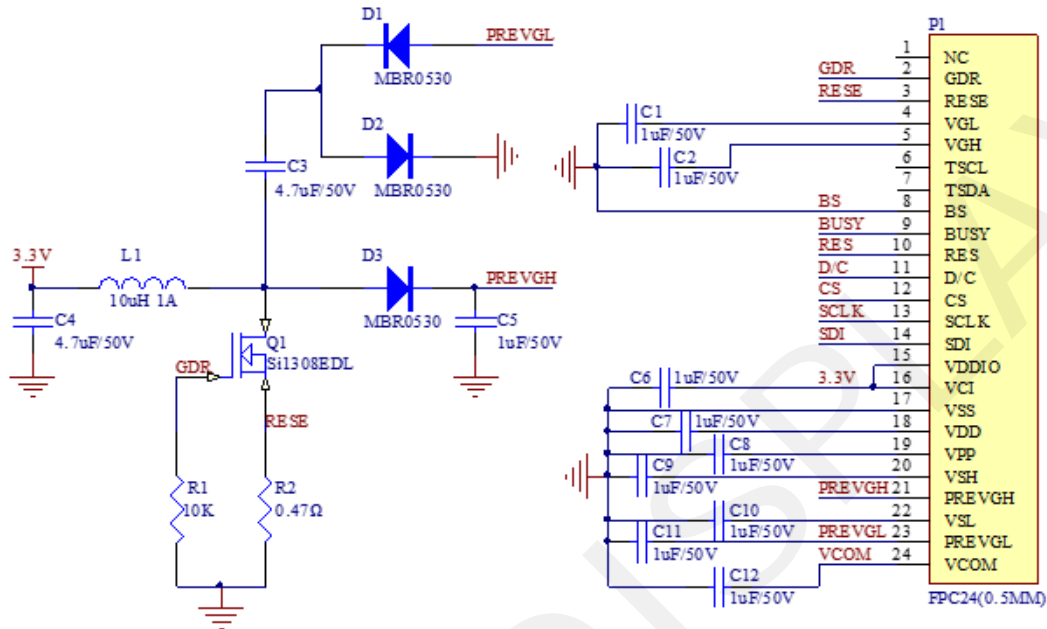 D1
PREVGL
MBR0530
D2
MBR0530
C3
4.7uF/50V
3.3V
L1
10uH 1A
D3
PREVGH
MBR0530
C4
4.7uF/50V
C5
1uF/50V
Q1
Si1308EDL
GDR
RESE
R1
10K
R2
0.47Ω
P1
1 NC
GDR 2 GDR
RESE 3 RESE
C1
1uF/50V
4 VGL
C2
1uF/50V
5 VGH
6 TSCL
7 TSDA
BS 8 BS
BUSY 9 BUSY
RES 10 RES
D/C 11 D/C
CS 12 CS
SCLK 13 SCLK
SDI 14 SDI
15 VDDIO
C6 1uF/50V 3.3V 16 VCI
17 VSS
C7 1uF/50V 18 VDD
C8
1uF/50V
19 VPP
C9
1uF/50V
20 VSH
PREVGH 21 PREVGH
C10
1uF/50V
22 VSL
C11
1uF/50V
PREVGL 23 PREVGL
VCOM 24 VCOM
C12
1uF/50V
FPC24(0.5MM)
DISPLAY